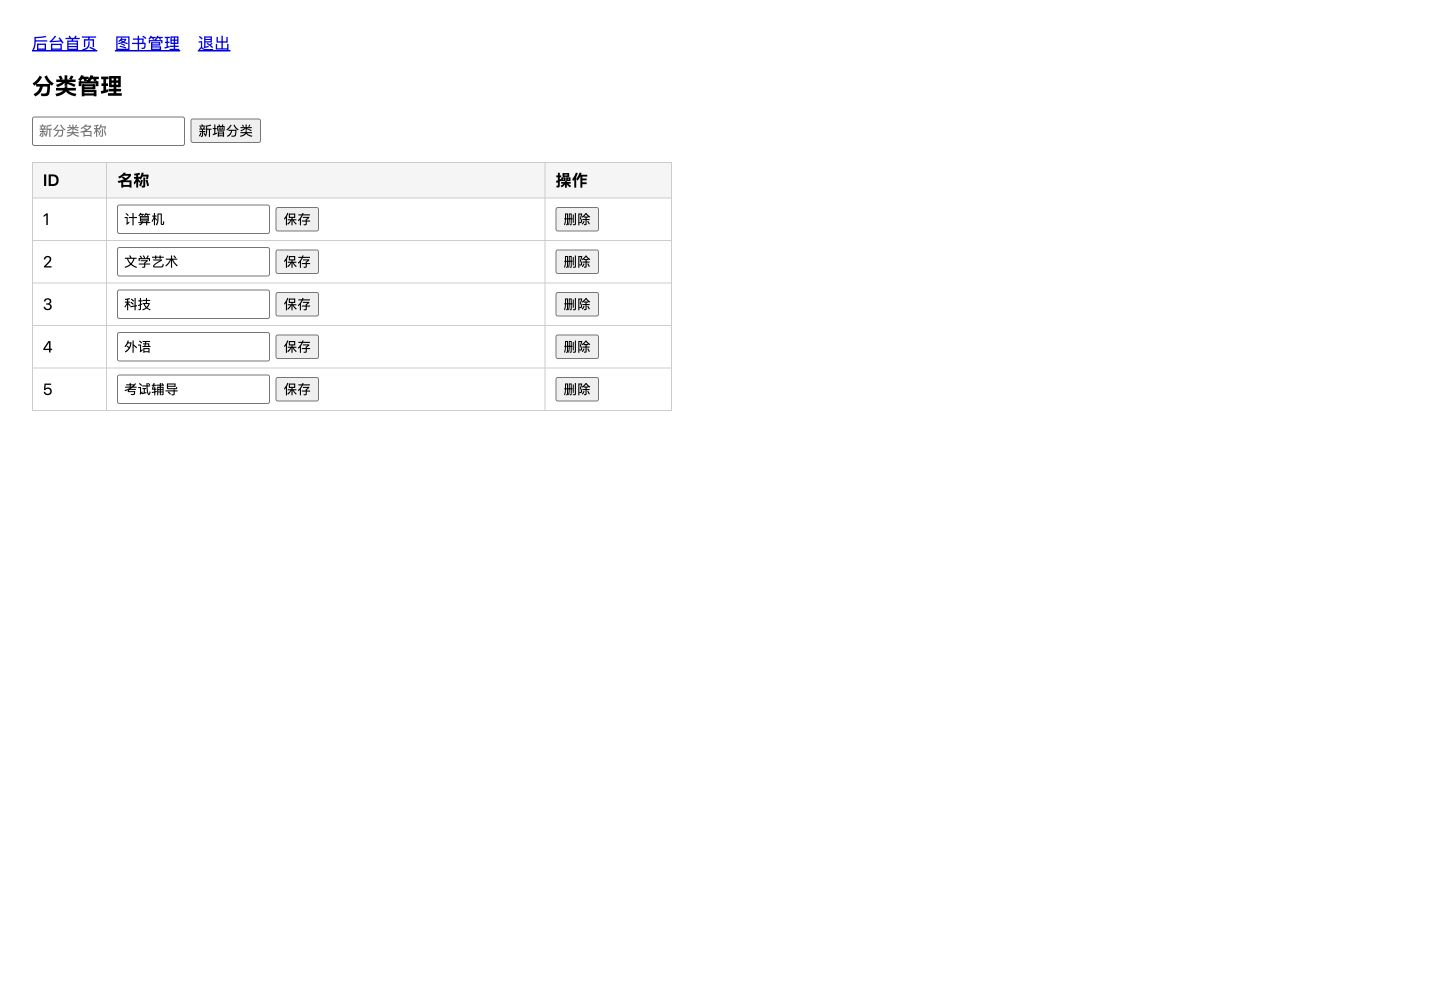 后台首页 图书管理 退出
分类管理
新分类名称 新增分类
ID 名称 操作
1 计算机 保存 删除
2 文学艺术 保存 删除
3 科技 保存 删除
4 外语 保存 删除
5 考试辅导 保存 删除